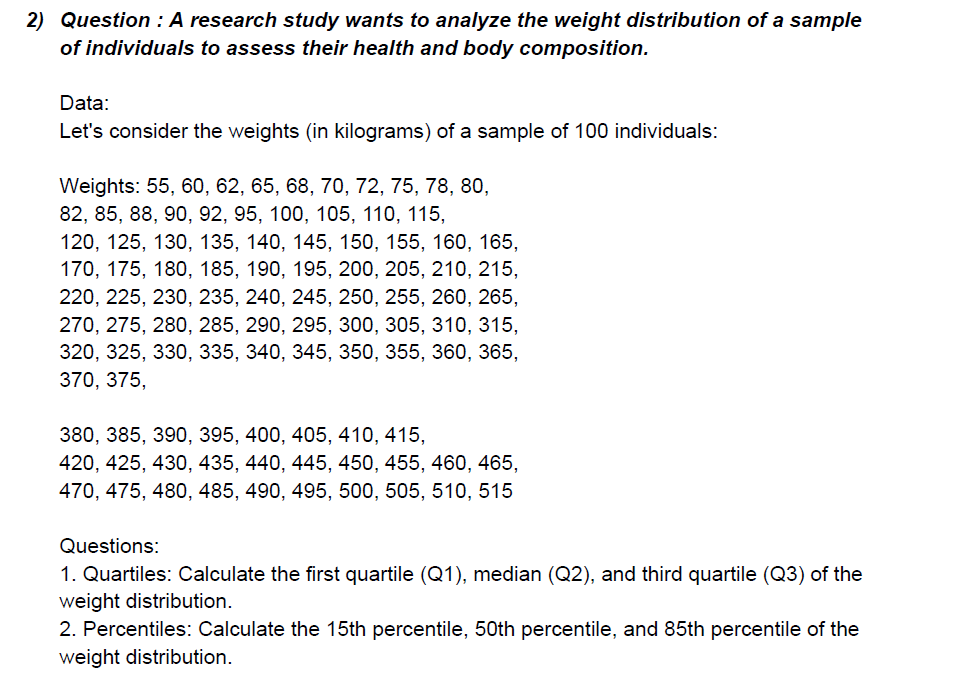 2) Question : A research study wants to analyze the weight distribution of a sample
of individuals to assess their health and body composition.
Data:
Let's consider the weights (in kilograms) of a sample of 100 individuals:
Weights: 55, 60, 62, 65, 68, 70, 72, 75, 78, 80,
82, 85, 88, 90, 92, 95, 100, 105, 110, 115,
120, 125, 130, 135, 140, 145, 150, 155, 160, 165,
170, 175, 180, 185, 190, 195, 200, 205, 210, 215,
220, 225, 230, 235, 240, 245, 250, 255, 260, 265,
270, 275, 280, 285, 290, 295, 300, 305, 310, 315,
320, 325, 330, 335, 340, 345, 350, 355, 360, 365,
370, 375,
380, 385, 390, 395, 400, 405, 410, 415,
420, 425, 430, 435, 440, 445, 450, 455, 460, 465,
470, 475, 480, 485, 490, 495, 500, 505, 510, 515
Questions:
1. Quartiles: Calculate the first quartile (Q1), median (Q2), and third quartile (Q3) of the
weight distribution.
2. Percentiles: Calculate the 15th percentile, 50th percentile, and 85th percentile of the
weight distribution.